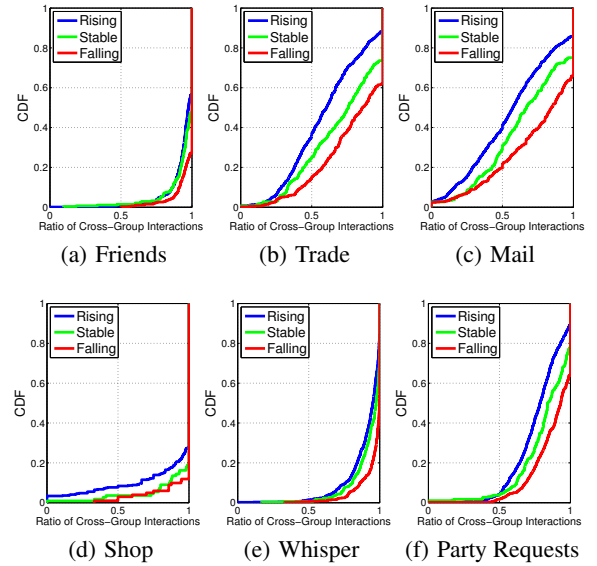 1
0.8
0.6
0.4
0.2
0
CDF
Rising
Stable
Falling
0
0.5
1
Ratio of Cross-Group Interactions
(a) Friends
1
0.8
0.6
0.4
0.2
0
CDF
Rising
Stable
Falling
0
0.5
1
Ratio of Cross-Group Interactions
(b) Trade
1
0.8
0.6
0.4
0.2
0
CDF
Rising
Stable
Falling
0
0.5
1
Ratio of Cross-Group Interactions
(c) Mail
1
0.8
0.6
0.4
0.2
0
CDF
Rising
Stable
Falling
0
0.5
1
Ratio of Cross-Group Interactions
(d) Shop
1
0.8
0.6
0.4
0.2
0
CDF
Rising
Stable
Falling
0
0.5
1
Ratio of Cross-Group Interactions
(e) Whisper
1
0.8
0.6
0.4
0.2
0
CDF
Rising
Stable
Falling
0
0.5
1
Ratio of Cross-Group Interactions
(f) Party Requests